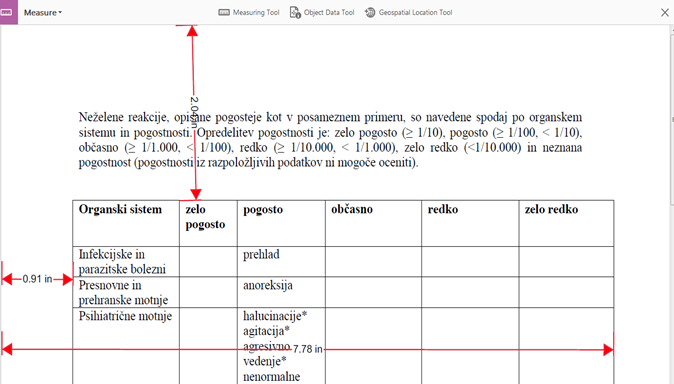 Measure
Measuring Tool Object Data Tool Geospatial Location Tool
Neželene reakcije, opisane pogosteje kot v posameznem primeru, so navedene spodaj po organskem
sistemu in pogostnosti. Opredelitev pogostnosti je: zelo pogosto (≥ 1/10), pogosto (≥ 1/100, < 1/10),
občasno (≥ 1/1.000, < 1/100), redko (≥ 1/10.000, < 1/1.000), zelo redko (<1/10.000) in neznana
pogostnost (pogostnosti iz razpoložljivih podatkov ni mogoče oceniti).
Organski sistem zelo pogosto občasno redko zelo redko
pogosto
Infekcijske in prehlad
parazitske bolezni
0.91 in
Presnovne in anoreksija
prehranske motnje
Psihiatrične motnje halucinacije*
agitacija*
agresivno
7.78 in
vedenje*
nenormalne